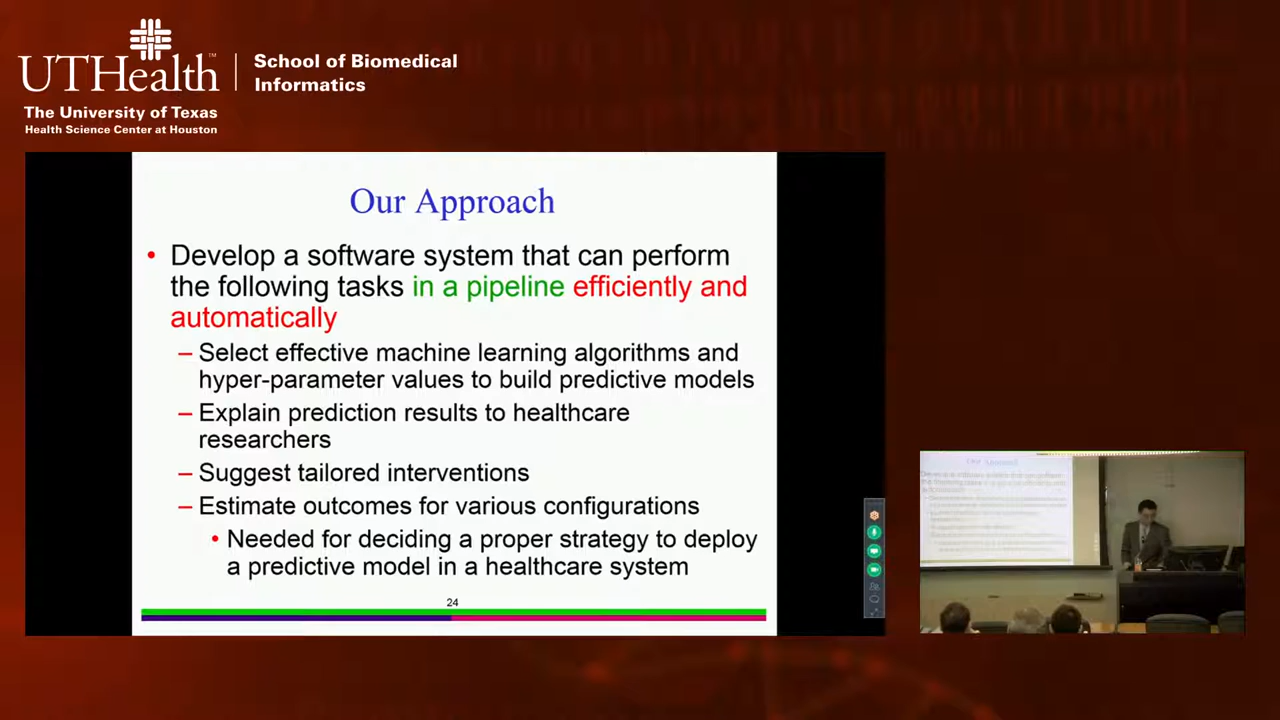 UTHealth™
School of Biomedical
Informatics
The University of Texas
Health Science Center at Houston
Our Approach
• Develop a software system that can perform
the following tasks in a pipeline efficiently and
automatically
– Select effective machine learning algorithms and
hyper-parameter values to build predictive models
– Explain prediction results to healthcare
researchers
– Suggest tailored interventions
– Estimate outcomes for various configurations
• Needed for deciding a proper strategy to deploy
a predictive model in a healthcare system
24